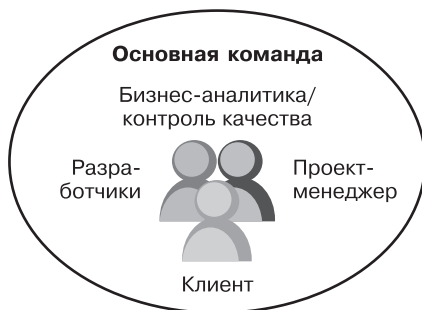 Основная команда
Бизнес-аналитика/
контроль качества
Разра-
ботчики
Проект-
менеджер
Клиент